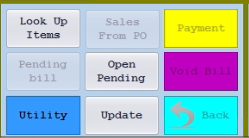 Look Up
Items
Sales
From PO
Payment
Pending
bill
Open
Pending
Void Bill
Utility
Update
Back